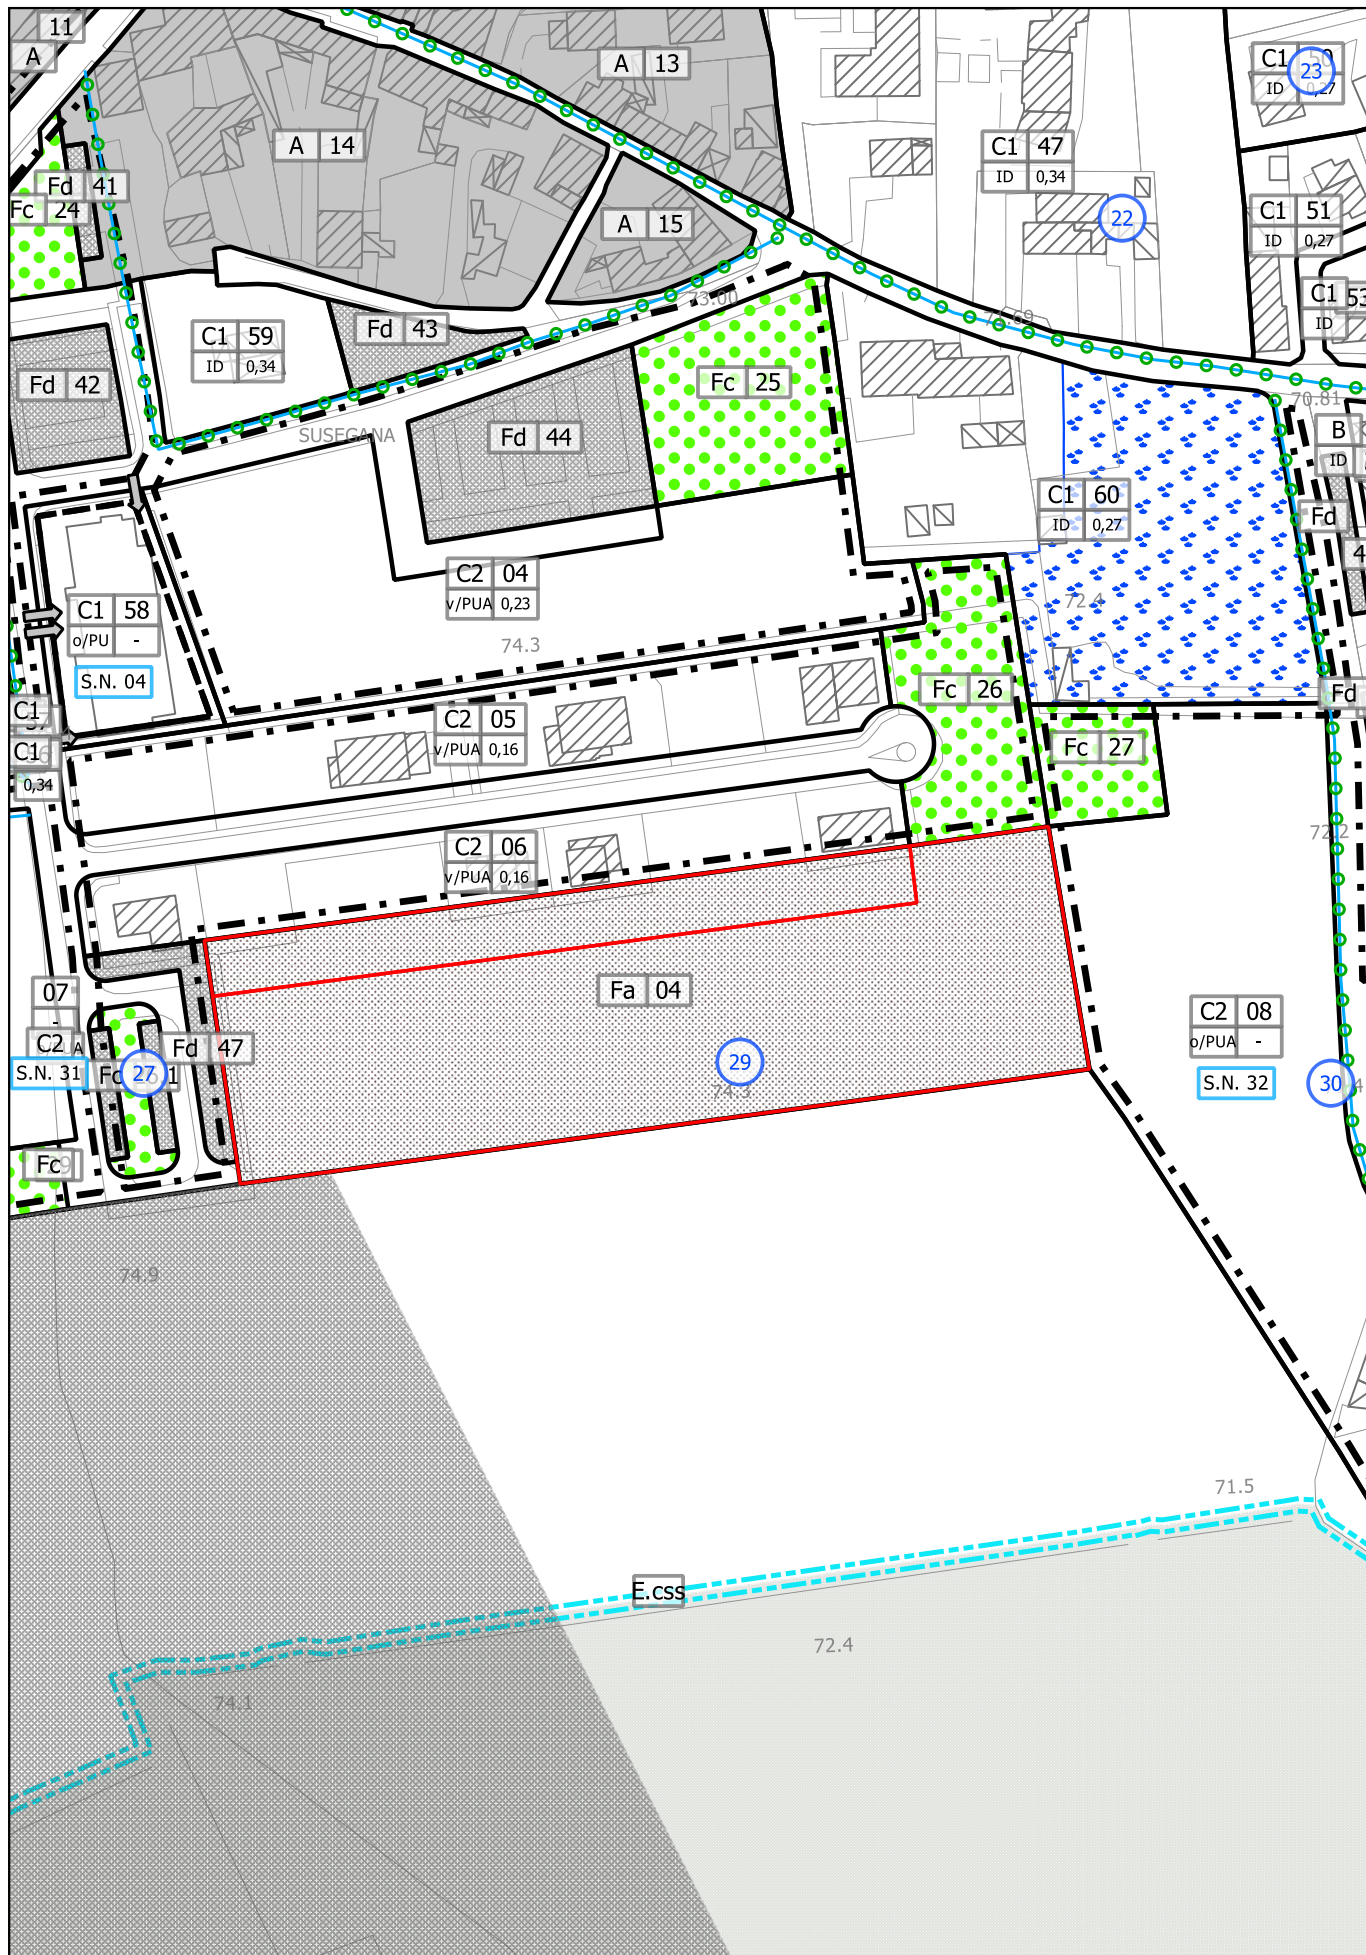 11
A
A 13
A 14
C1
23
ID 0,27
C1 47
ID 0,34
Fd 41
Fc 24
A 15
22
C1 51
ID 0,27
73.00
C1 53
ID
C1 59
ID 0,34
Fd 43
Fd 42
Fc 25
70.81
SUSEGANA
Fd 44
B
ID
C1 60
ID 0,27
Fd
C2 04
v/PUA 0,23
C1 58
o/PU -
72.4
74.3
S.N. 04
Fc 26
Fd
C1
C2 05
v/PUA 0,16
C1
0,34
Fc 27
72.2
C2 06
v/PUA 0,16
07
-
Fa 04
C2 08
o/PUA -
C2
Fd 47
S.N. 31
27
29
74.3
S.N. 32
30
Fc
74.9
71.5
E.css
72.4
74.1